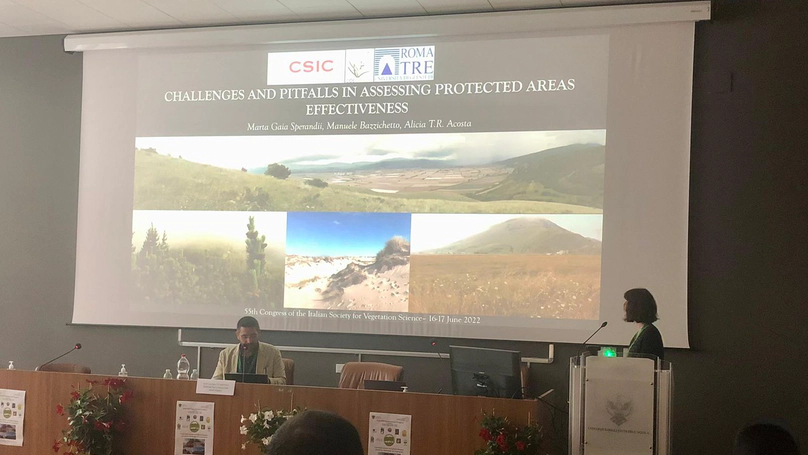 CSIC
ROMA
TRE
CHALLENGES AND PITFALLS IN ASSESSING PROTECTED AREAS
EFFECTIVENESS
Marta Gaia Sperandii, Manuele Bazzichetto, Alicia T.R. Acosta
55th Congress of the Italian Society for Vegetation Science– 16-17 June 2022